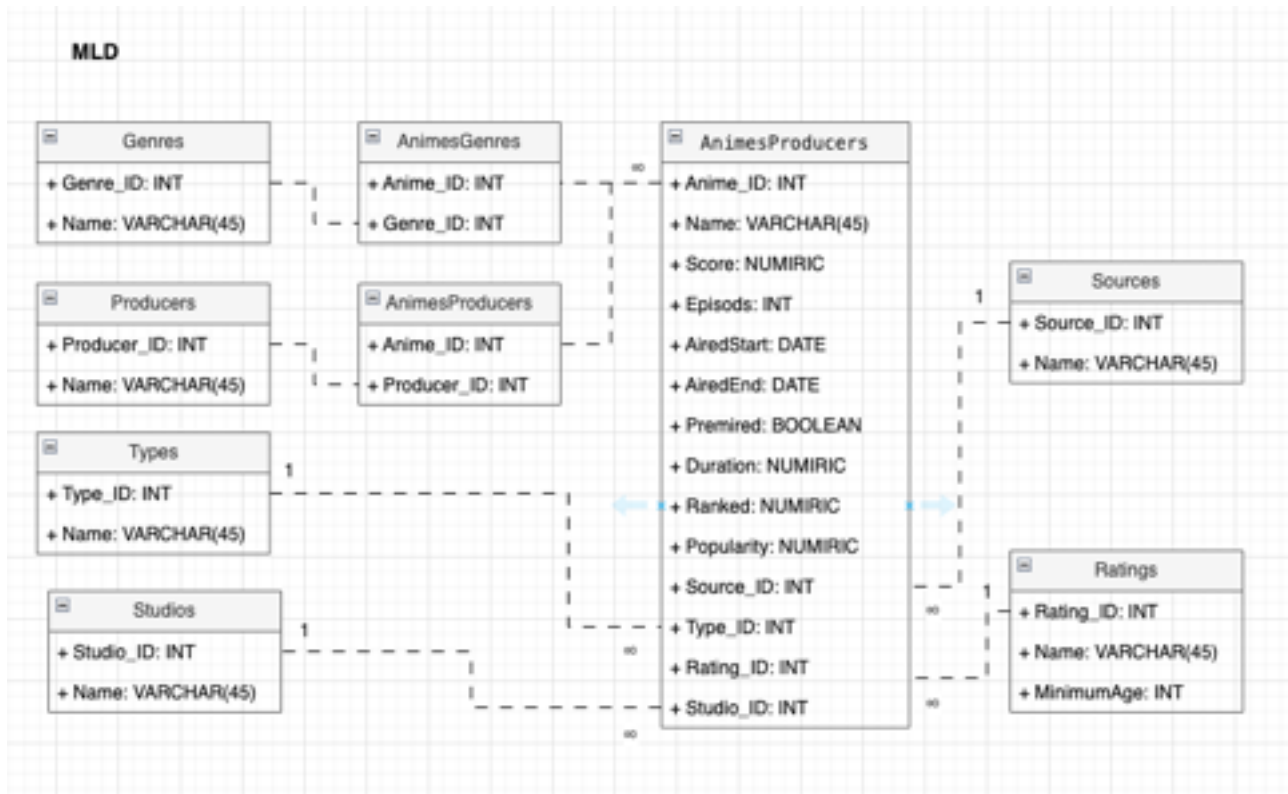 MLD
Genres
+ Genre_ID: INT
+ Name: VARCHAR(45)
AnimesGenres
+ Anime_ID: INT
+ Genre_ID: INT
Producers
+ Producer_ID: INT
+ Name: VARCHAR(45)
AnimesProducers
+ Anime_ID: INT
+ Producer_ID: INT
Types
+ Type_ID: INT
+ Name: VARCHAR(45)
1
Studios
+ Studio_ID: INT
+ Name: VARCHAR(45)
1
AnimesProducers
∞
+ Anime_ID: INT
+ Name: VARCHAR(45)
+ Score: NUMIRIC
+ Episods: INT
+ AiredStart: DATE
+ AiredEnd: DATE
+ Premired: BOOLEAN
+ Duration: NUMIRIC
+ Ranked: NUMIRIC
+ Popularity: NUMIRIC
+ Source_ID: INT
∞
+ Type_ID: INT
∞
+ Rating_ID: INT
∞
+ Studio_ID: INT
∞
Sources
1
+ Source_ID: INT
+ Name: VARCHAR(45)
Ratings
1
+ Rating_ID: INT
+ Name: VARCHAR(45)
+ MinimumAge: INT